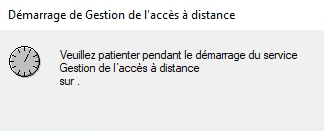 Démarrage de Gestion de l'accès à distance
Veuillez patienter pendant le démarrage du service
Gestion de l'accès à distance
sur .